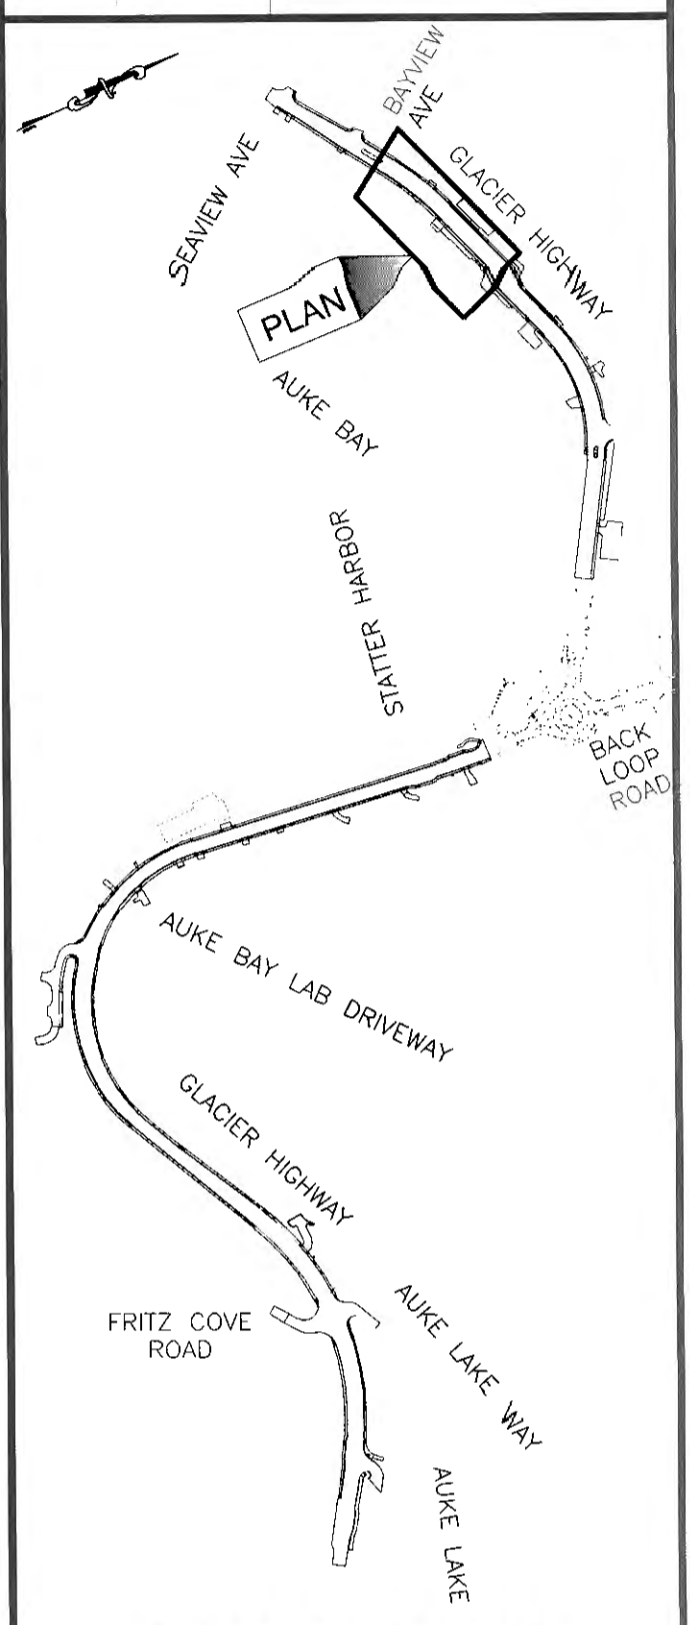 BAYVIEW
AVE
SEAVIEW AVE
GLACIER HIGHWAY
PLAN
AUKE BAY
STATTER HARBOR
BACK
LOOP
ROAD
AUKE BAY LAB DRIVEWAY
GLACIER HIGHWAY
FRITZ COVE
ROAD
AUKE LAKE WAY
AUKE LAKE